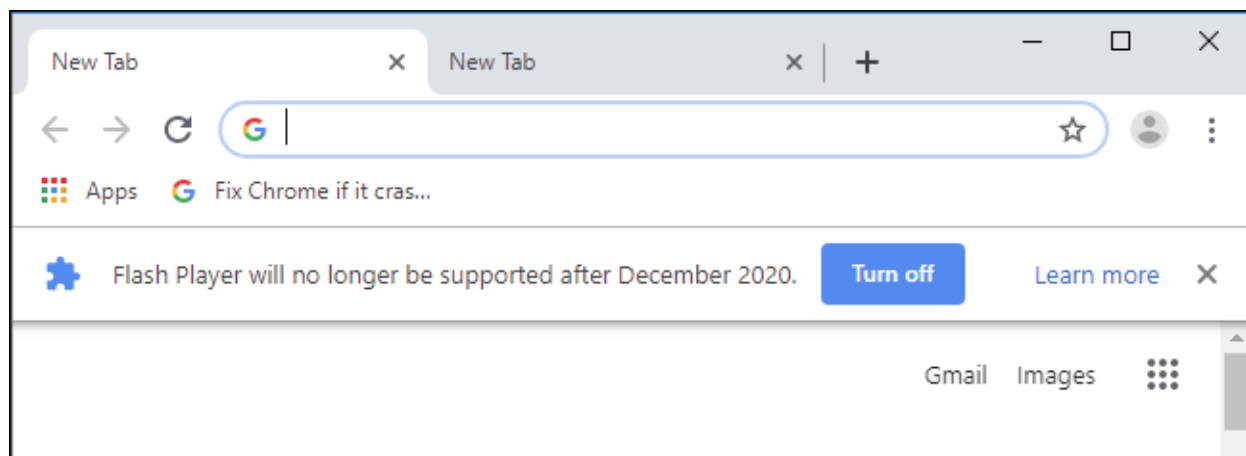 New Tab
New Tab
Apps
Fix Chrome if it cras...
Flash Player will no longer be supported after December 2020.
Turn off
Learn more
Gmail
Images